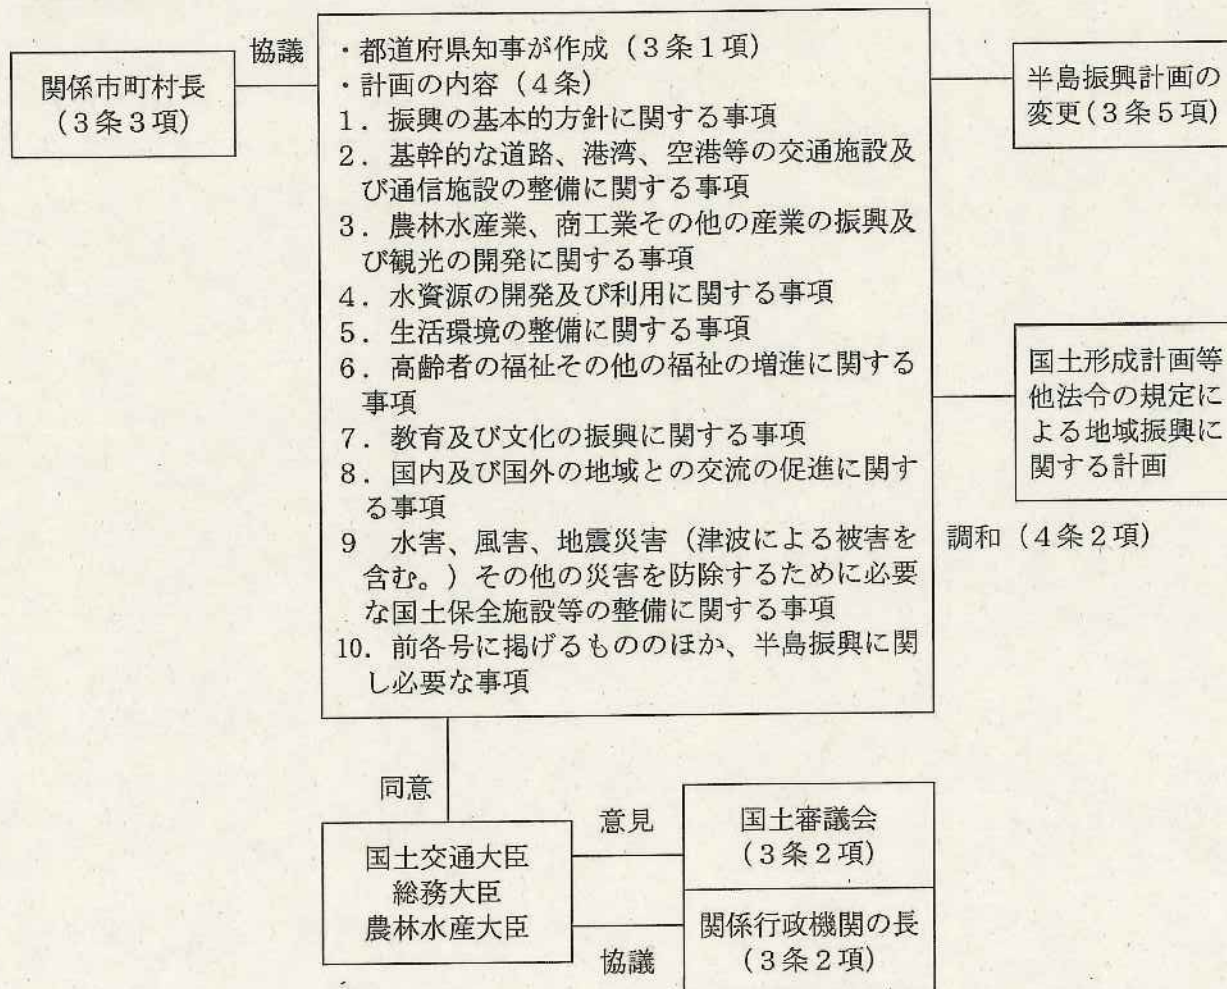 協議
関係市町村長
(3条3項)
・都道府県知事が作成(3条1項)
・計画の内容(4条)
1.振興の基本的方針に関する事項
2.基幹的な道路、港湾、空港等の交通施設及
び通信施設の整備に関する事項
3.農林水産業、商工業その他の産業の振興及
び観光の開発に関する事項
4.水資源の開発及び利用に関する事項
5.生活環境の整備に関する事項
6.高齢者の福祉その他の福祉の増進に関する
事項
7.教育及び文化の振興に関する事項
8.国内及び国外の地域との交流の促進に関す
る事項
9 水害、風害、地震災害(津波による被害を
含む。)その他の災害を防除するために必要
な国土保全施設等の整備に関する事項
10.前各号に掲げるもののほか、半島振興に関
し必要な事項
半島振興計画の
変更(3条5項)
国土形成計画等
他法令の規定に
よる地域振興に
関する計画
調和(4条2項)
同意
国土交通大臣
総務大臣
農林水産大臣
意見
国土審議会
(3条2項)
協議
関係行政機関の長
(3条2項)